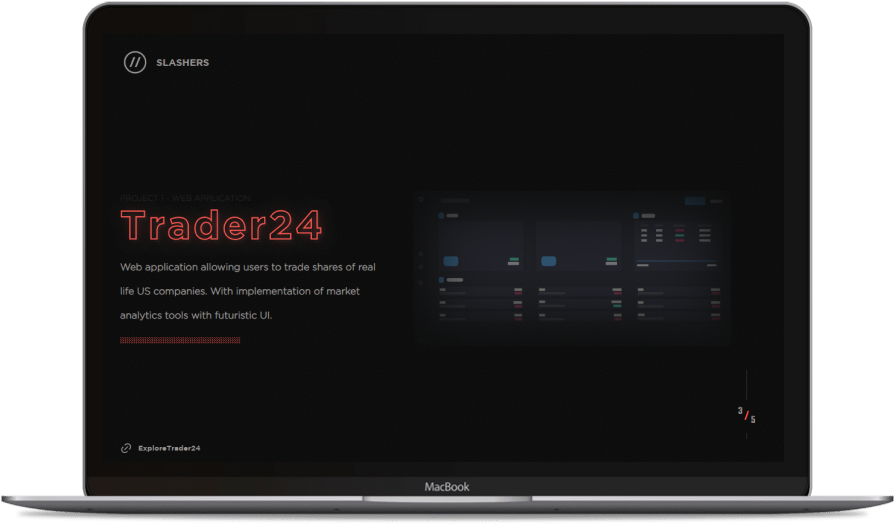 SLASHERS
PROJECT 1 - WEB APPLICATION
Trader24
Web application allowing users to trade shares of real
life US companies. With implementation of market
analytics tools with futuristic UI.
3/5
ExploreTrader24
MacBook